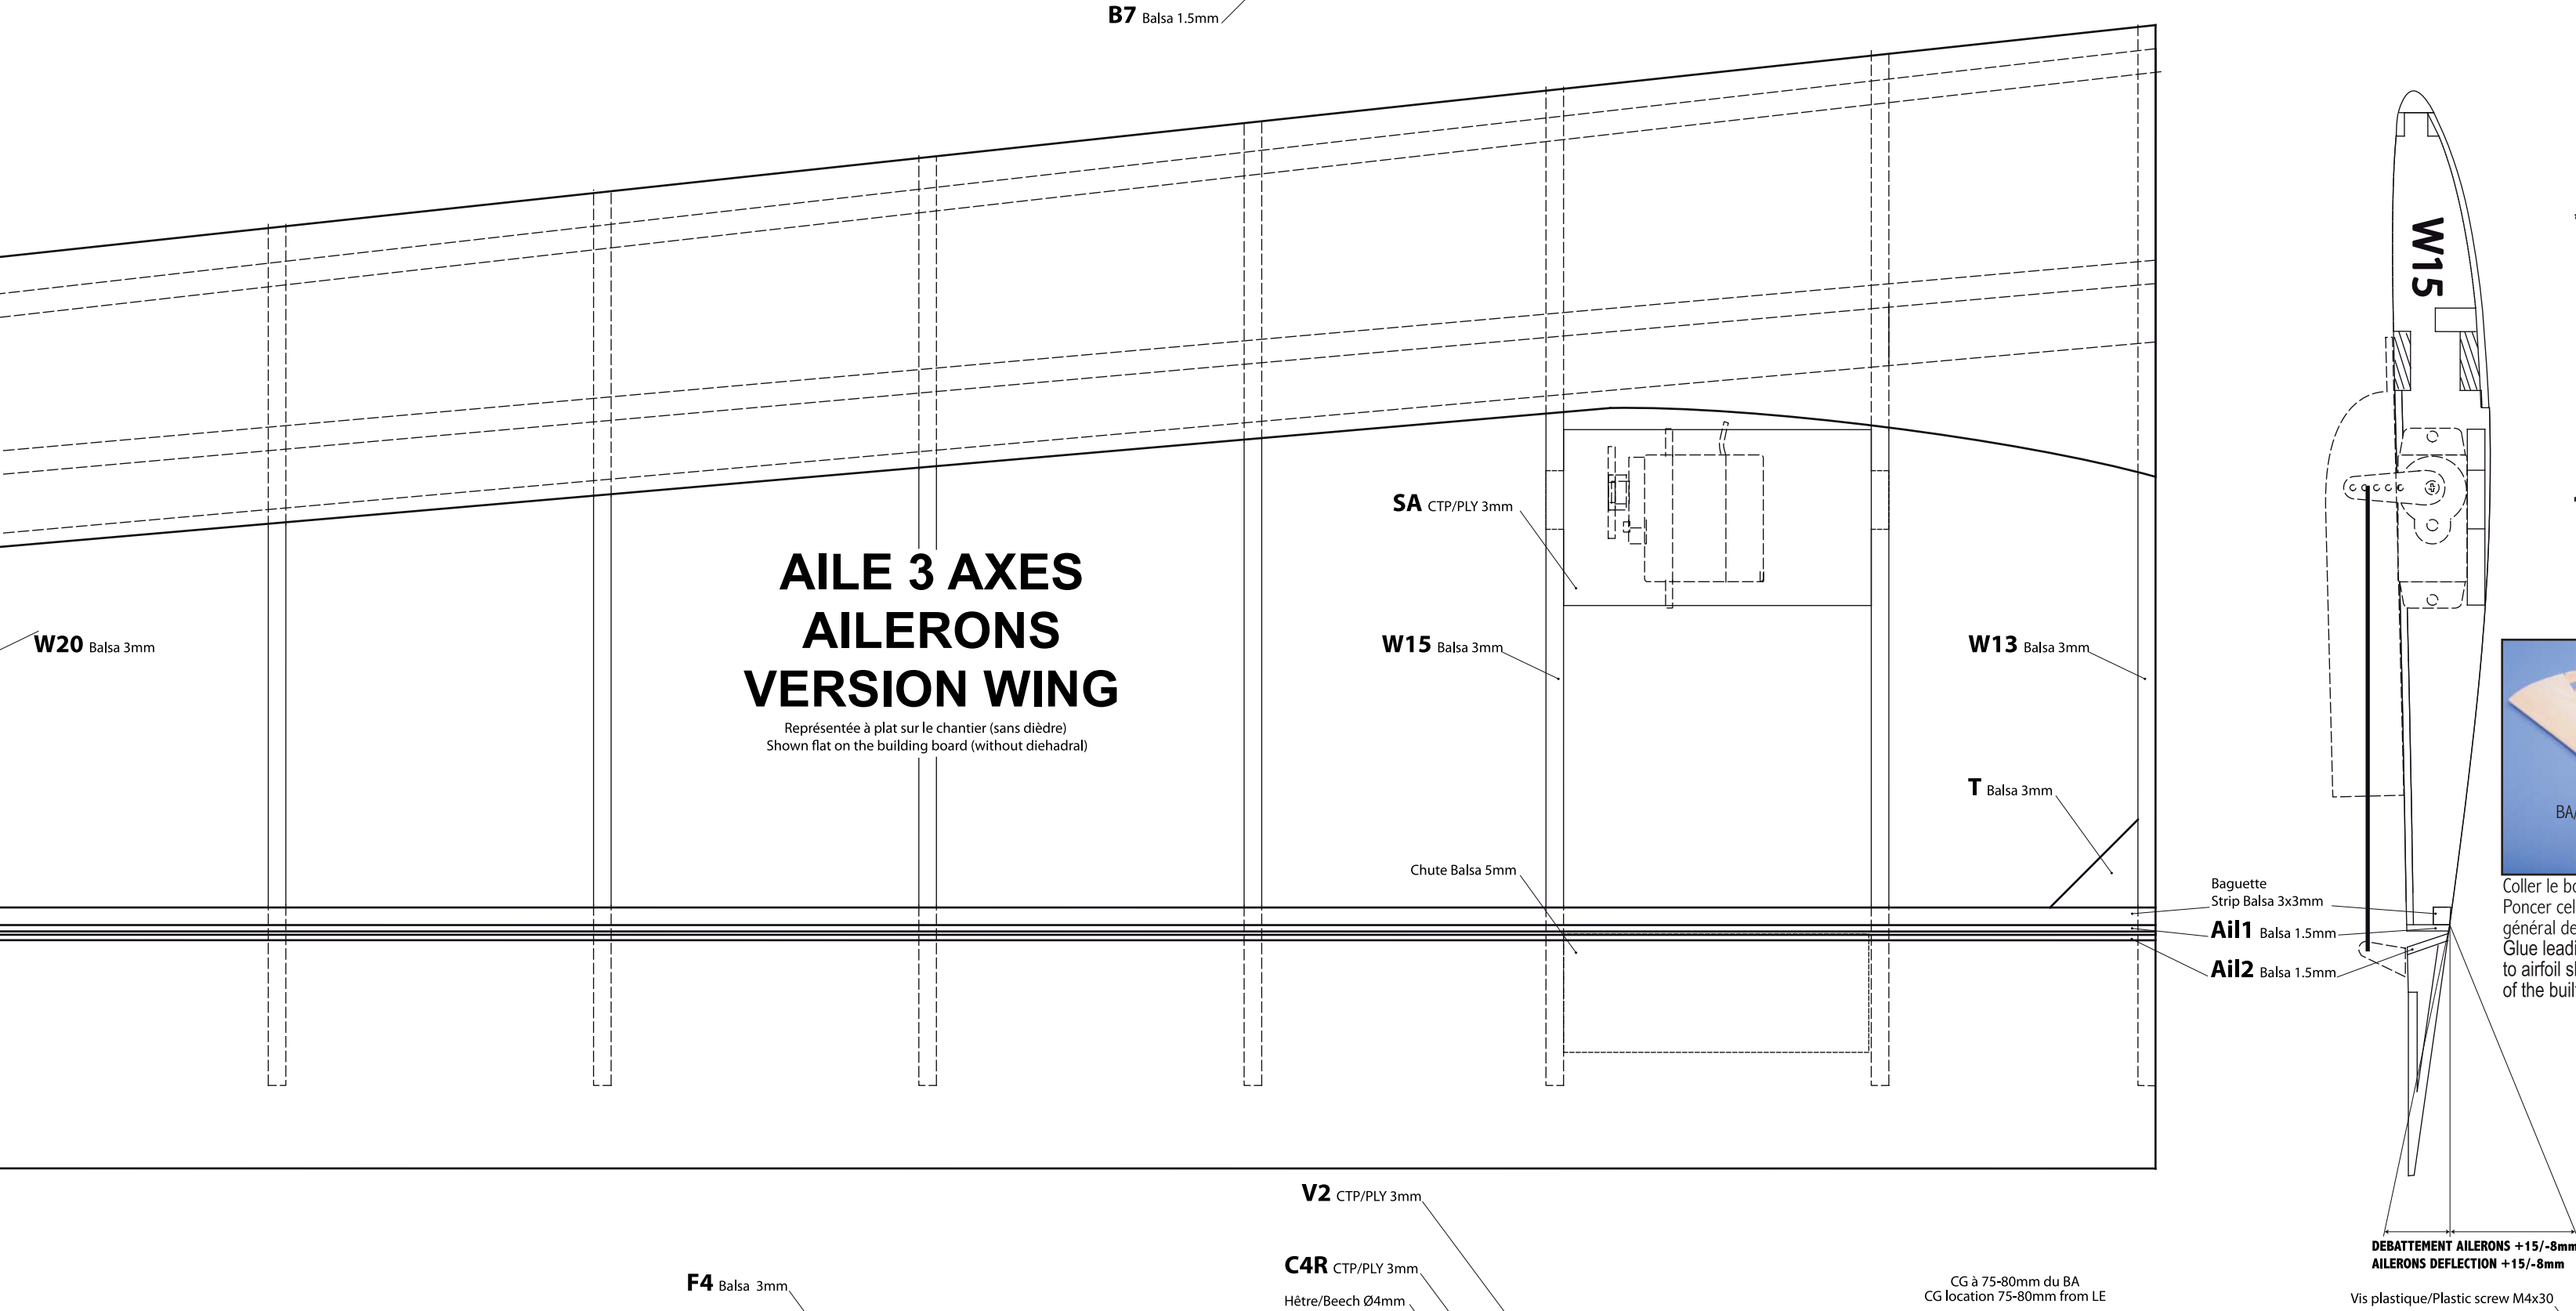 B7 Balsa 1.5mm
W15
SA CTP/PLY 3mm
AILE 3 AXES
AILERONS
VERSION WING
Représentée à plat sur le chantier (sans dièdre)
Shown flat on the building board (without diehadral)
W20 Balsa 3mm
W15 Balsa 3mm
W13 Balsa 3mm
T Balsa 3mm
BA/
Chute Balsa 5mm
Baguette
Strip Balsa 3x3mm
Ail1 Balsa 1.5mm
Ail2 Balsa 1.5mm
Coller le bo
Poncer cel
général de
Glue leadi
to airfoil s
of the buil
V2 CTP/PLY 3mm
DEBATTEMENT AILERONS +15/-8mm
AILERONS DEFLECTION +15/-8mm
C4R CTP/PLY 3mm
F4 Balsa 3mm
Hêtre/Beech Ø4mm
CG à 75-80mm du BA
CG location 75-80mm from LE
Vis plastique/Plastic screw M4x30